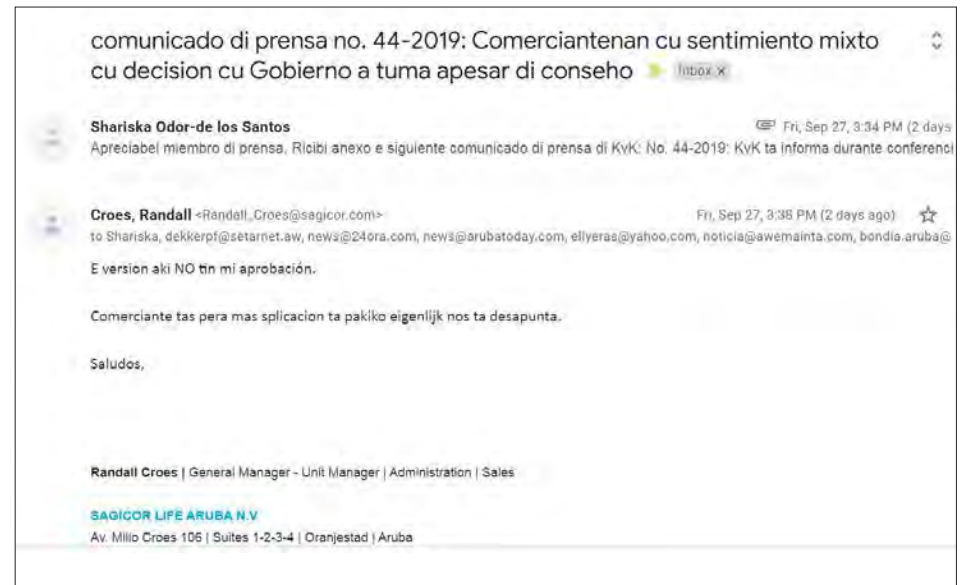 comunicado di prensa no. 44-2019: Comerciantenan cu sentimiento mixto
cu decision cu Gobierno a tuma apesar di conseho Inbox x
Shariska Odor-de los Santos Fri, Sep 27, 3:34 PM (2 days
Apreciabel miembro di prensa, Ricibi anexo e siguiente comunicado di prensa di KvK: No. 44-2019: KvK ta informa durante conferenci
Croes, Randall <Randall_Croes@sagicor.com> Fri, Sep 27, 3:38 PM (2 days ago)
to Shariska, dekkerpf@setarnet.aw, news@24ora.com, news@arubatoday.com, ellyeras@yahoo.com, noticia@awemainta.com, bondia.aruba@
E version aki NO tin mi aprobación.
Comerciante tas pera mas splicacion ta pakiko eigenlijk nos ta desapunta.
Saludos,
Randall Croes | General Manager - Unit Manager | Administration | Sales
SAGICOR LIFE ARUBA N.V
Av. Milio Croes 106 | Suites 1-2-3-4 | Oranjestad | Aruba